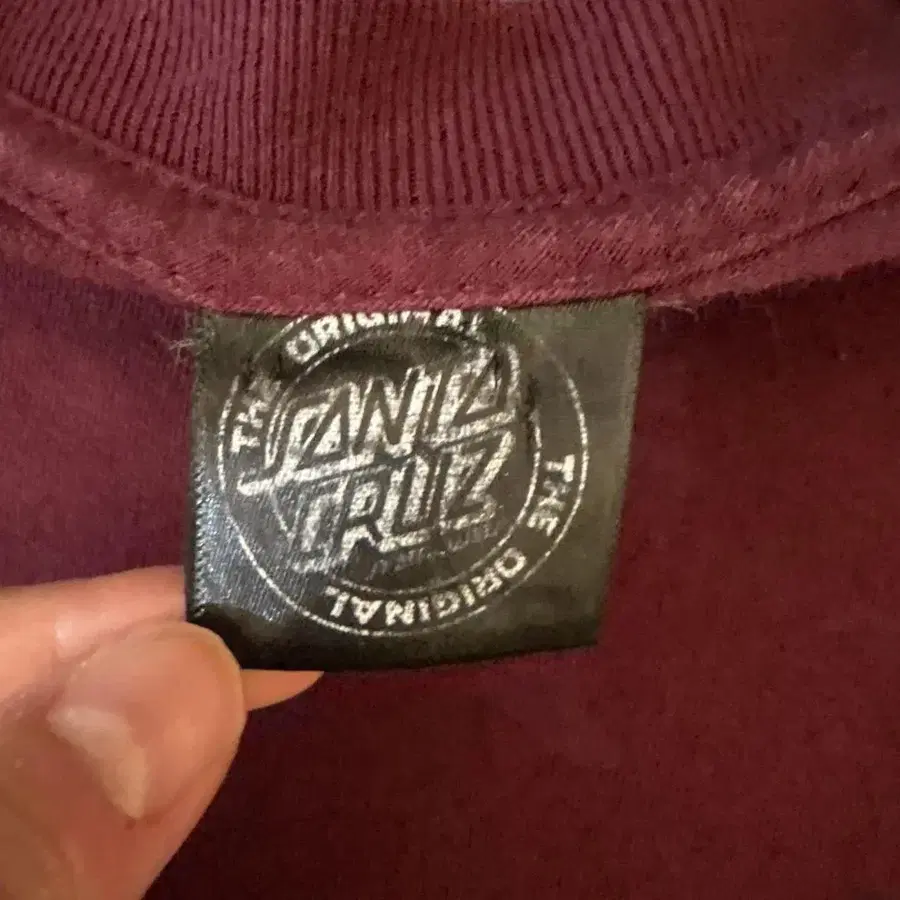 The ORIGINAL
SANTA
CRUZ
THE ORIGINAL